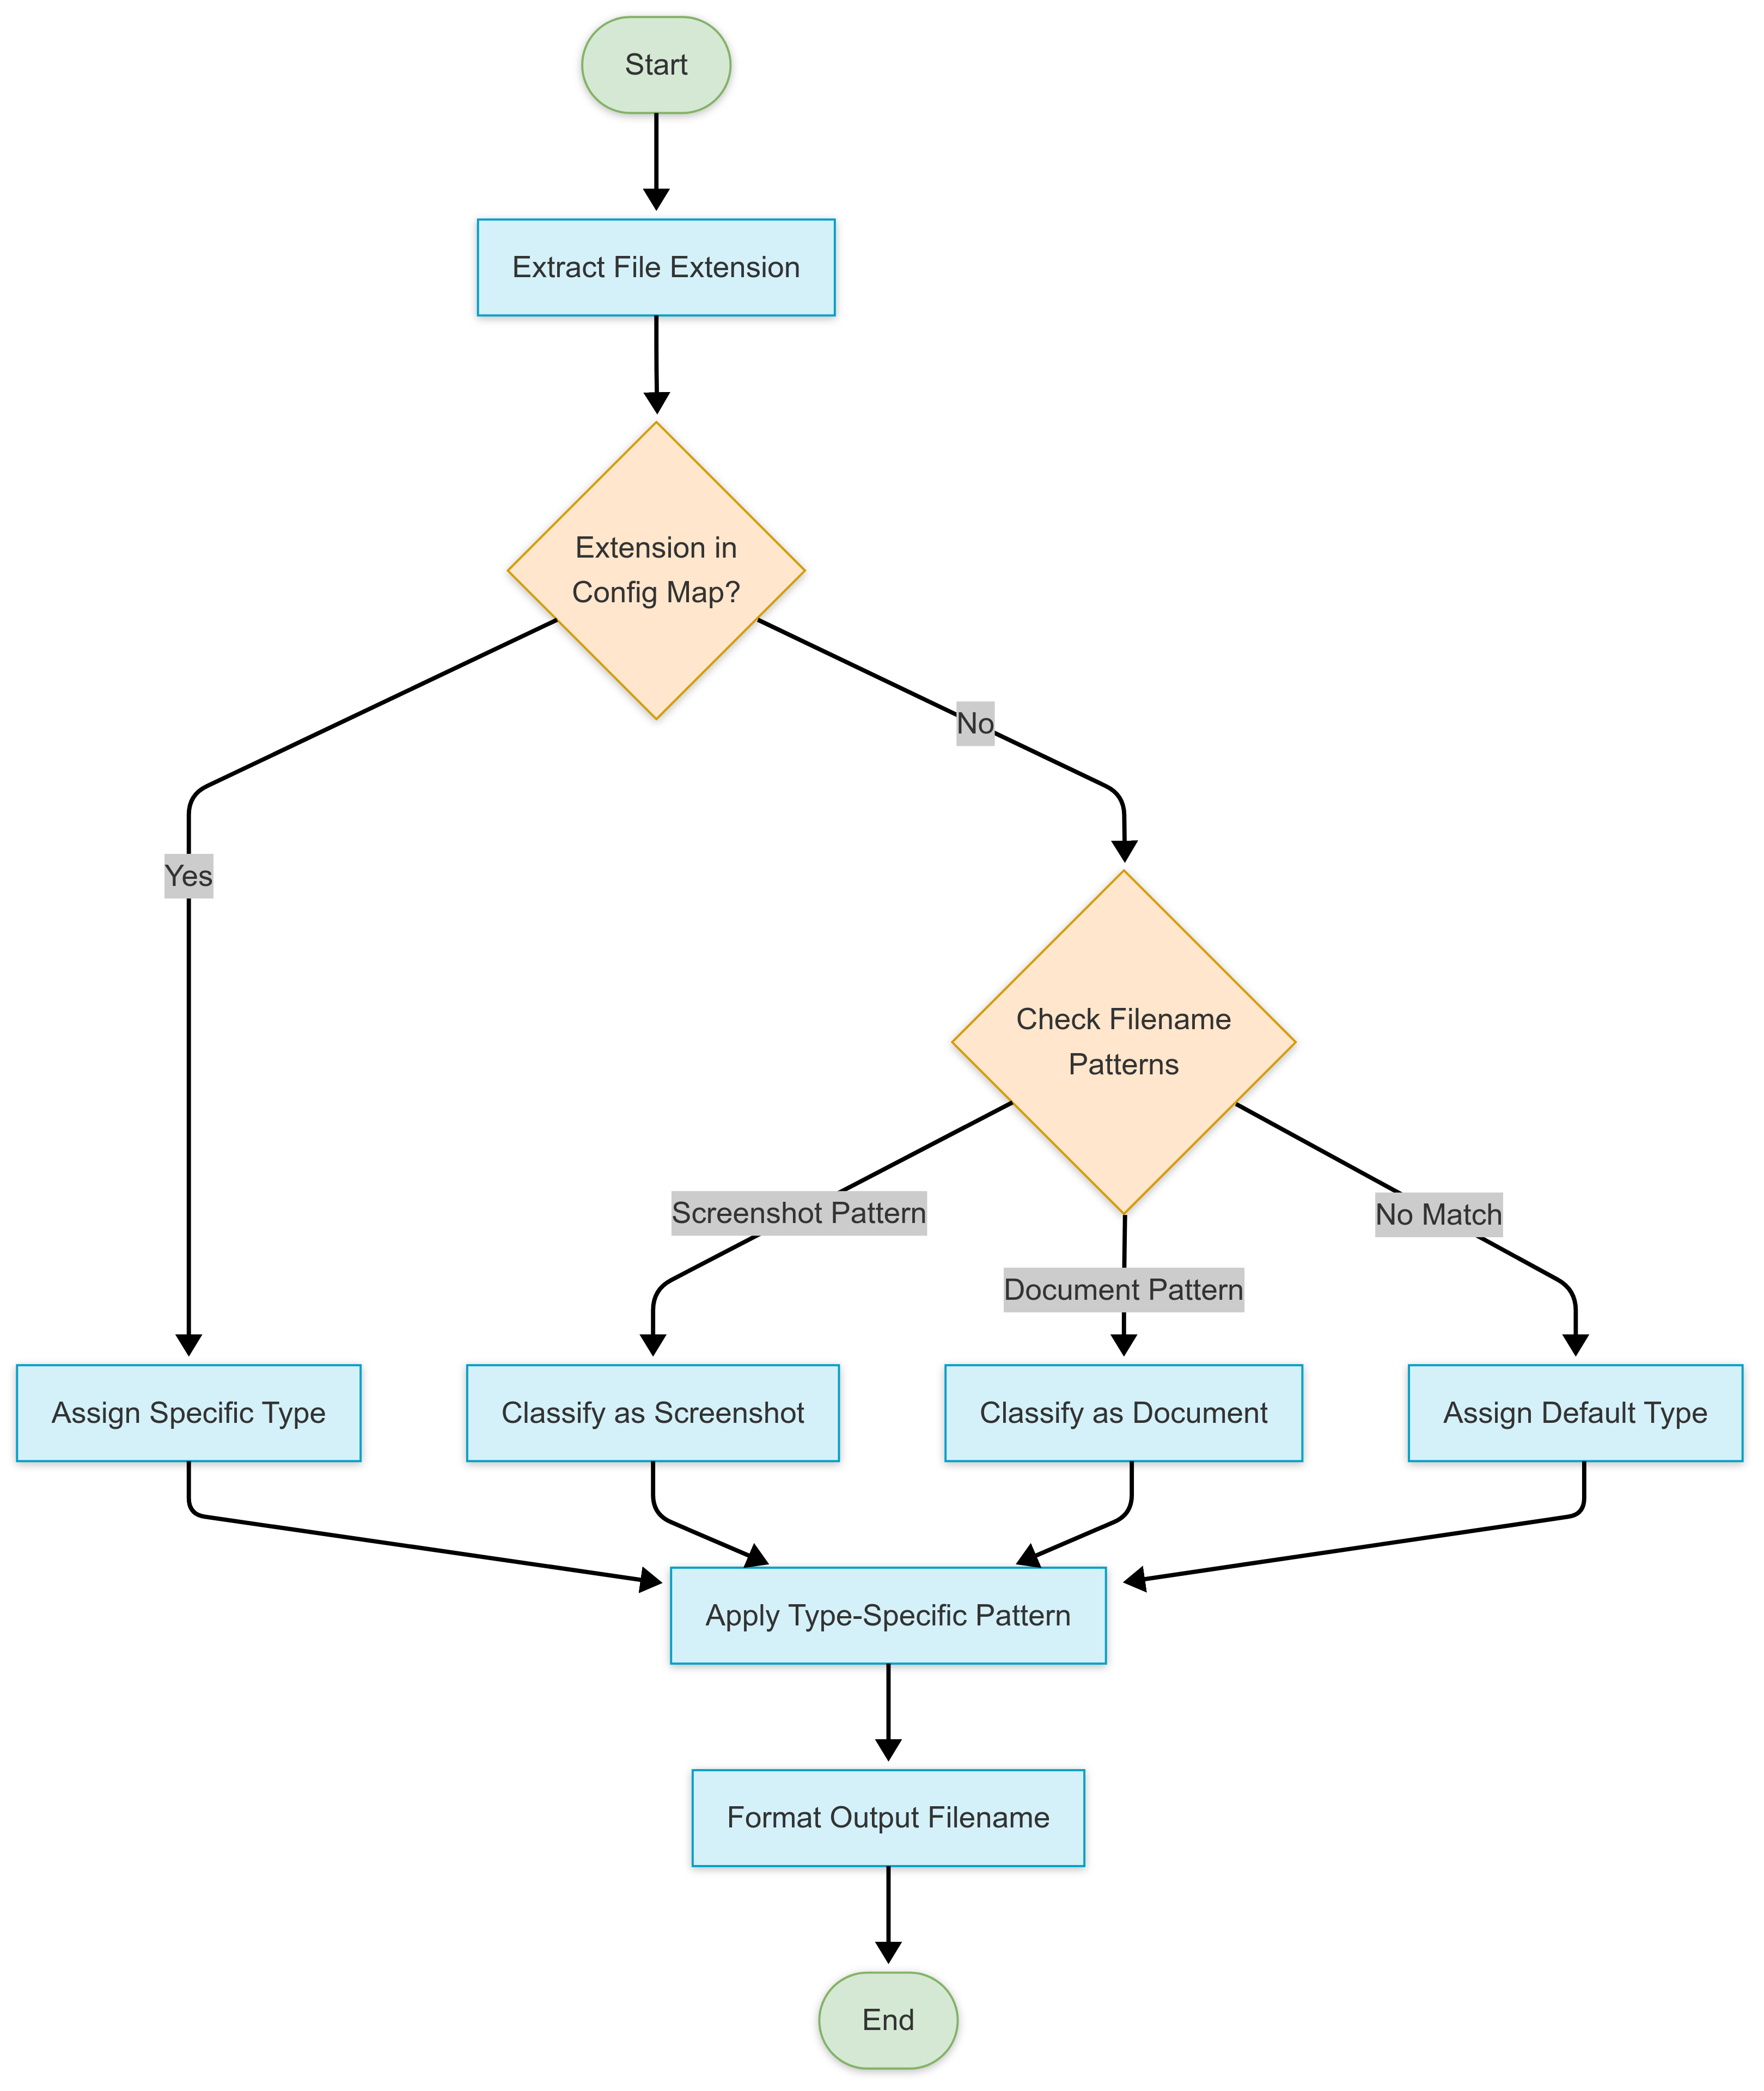 Start
Extract File Extension
Extension in
Config Map?
No
Yes
Check Filename
Patterns
Screenshot Pattern
No Match
Document Pattern
Assign Specific Type
Classify as Screenshot
Classify as Document
Assign Default Type
Apply Type-Specific Pattern
Format Output Filename
End